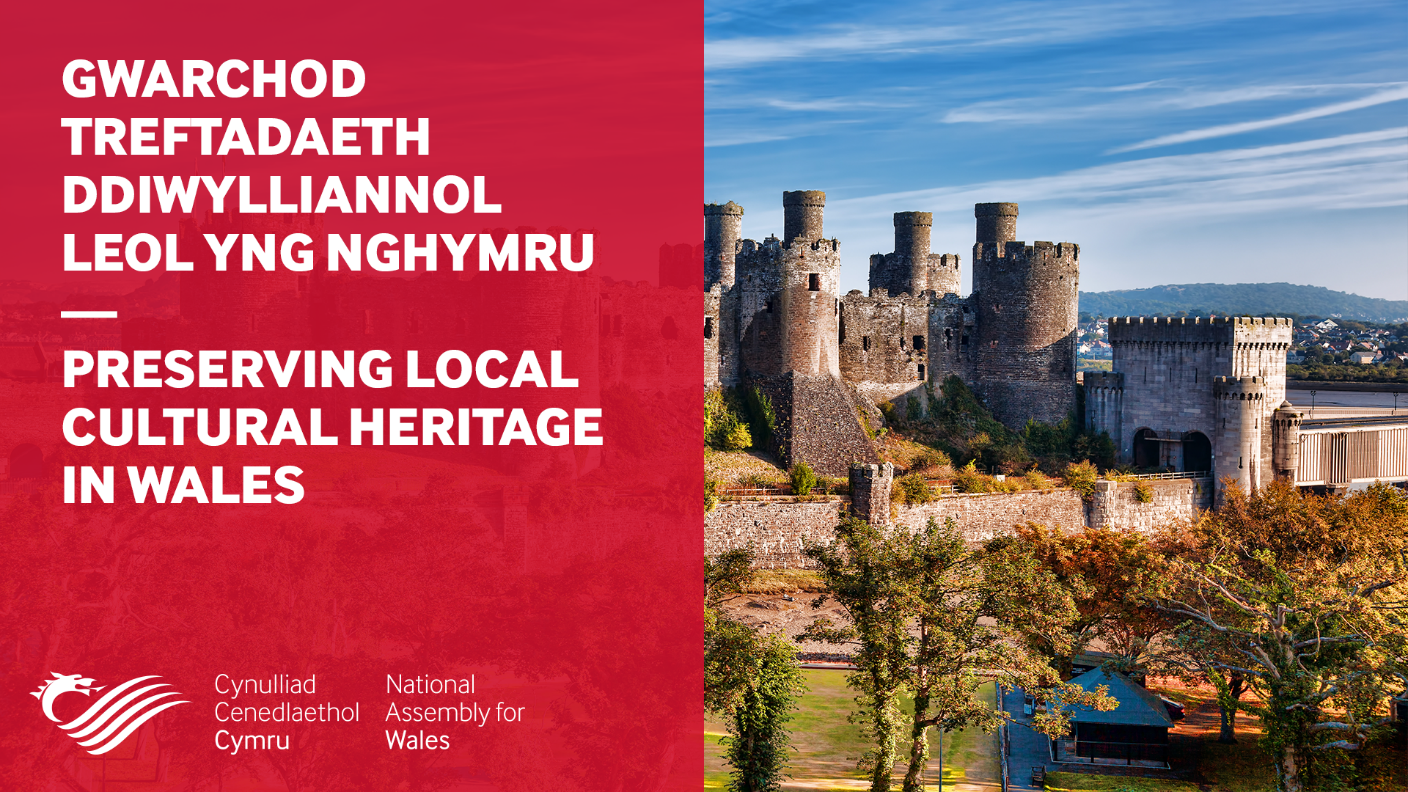 GWARCHOD
TREFTADAETH
DDIWYLLIANNOL
LEOL YNG NGHYMRU
PRESERVING LOCAL
CULTURAL HERITAGE
IN WALES
Cynulliad
Cenedlaethol
Cymru
National
Assembly for
Wales